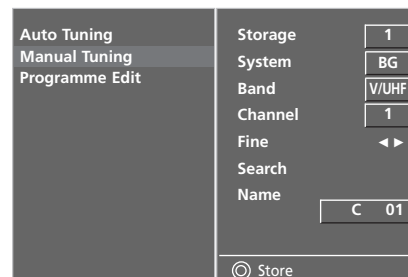 Auto Tuning
Manual Tuning
Programme Edit
Storage 1
System BG
Band V/UHF
Channel 1
Fine ◄ ►
Search
Name
C 01
Store